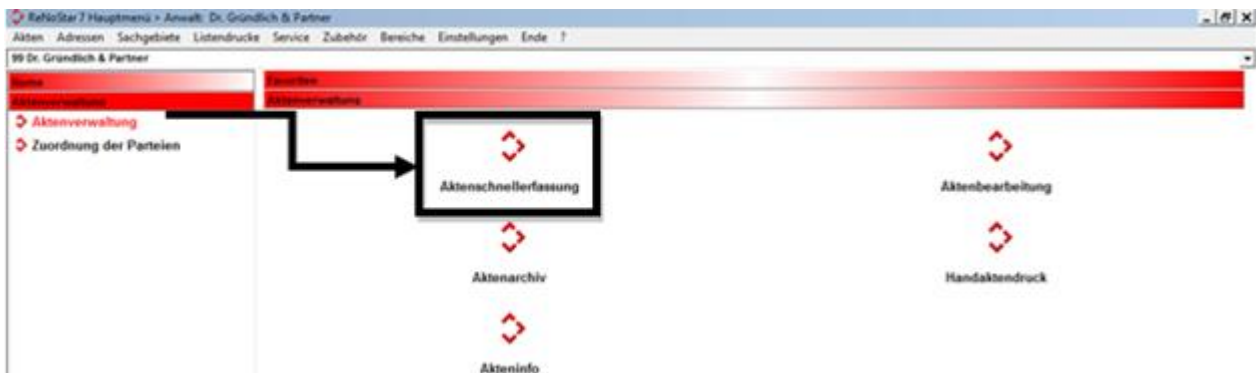 ReNoStar 7 Hauptmenü > Anwalt: Dr. Gründlich & Partner
Akten Adressen Sachgebiete Listendrucke Service Zubehör Bereiche Einstellungen Ende ?
99 Dr. Gründlich & Partner
Favoriten
Aktenverwaltung
Aktenverwaltung
Aktenverwaltung
Zuordnung der Parteien
Aktenschnellerfassung
Aktenbearbeitung
Aktenarchiv
Handaktendruck
Akteninfo